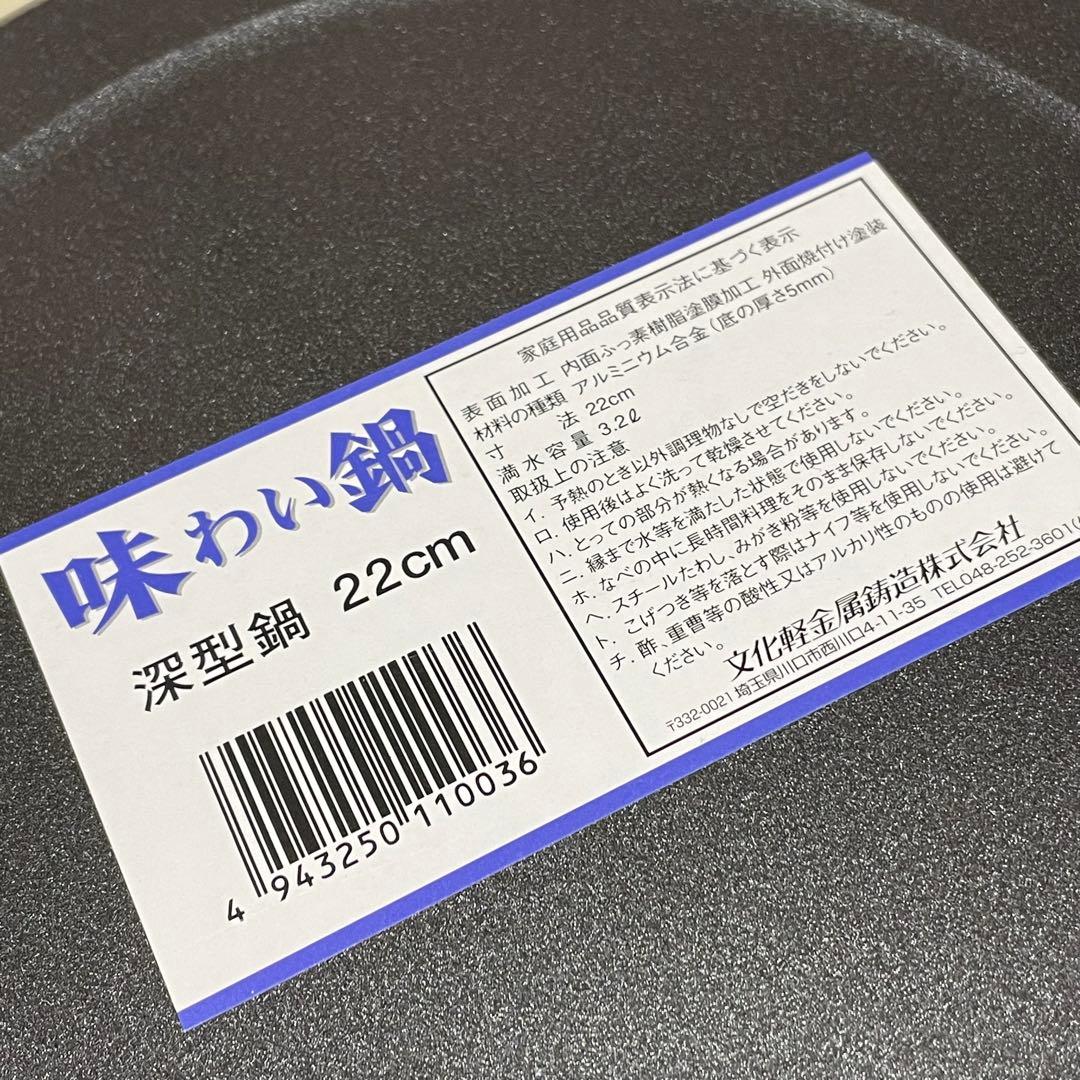 味わい鍋
深型鍋 22cm
4 943250 110036
家庭用品品質表示法に基づく表示
表面加工 内面ふっ素樹脂塗膜加工 外面焼付け塗装
材料の種類 アルミニウム合金(底の厚さ5mm)
寸法 22cm
満水容量 3.2ℓ
取扱上の注意
イ. 予熱のとき以外調理物なしで空だきをしないでください。
ロ. 使用後はよく洗って乾燥させてください。
ハ. とっての部分が熱くなる場合があります。
ニ. 縁まで水等を満たした状態で使用しないでください。
ホ. なべの中に長時間料理をそのまま保存しないでください。
ヘ. スチールたわし、みがき粉等を使用しないでください。
ト. こげつき等を落とす際はナイフ等を使用しないでください。
チ. 酢、重曹等の酸性又はアルカリ性のものの使用は避けて
ください。
文化軽金属鋳造株式会社
〒332-0021 埼玉県川口市西川口4-11-35 TEL048-252-3601(